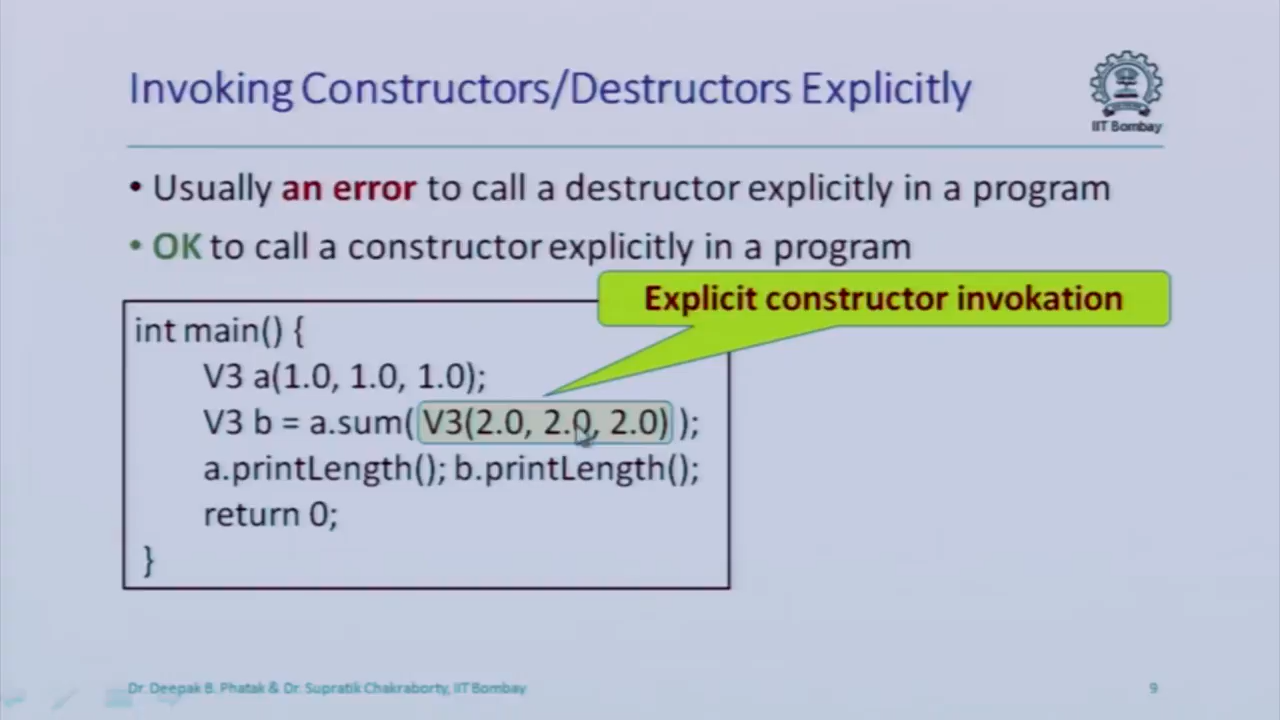 Invoking Constructors/Destructors Explicitly
IIT Bombay
• Usually an error to call a destructor explicitly in a program
• OK to call a constructor explicitly in a program
Explicit constructor invokation
int main() {
V3 a(1.0, 1.0, 1.0);
V3 b = a.sum( V3(2.0, 2.0, 2.0) );
a.printLength(); b.printLength();
return 0;
}
Dr. Deepak B. Phatak & Dr. Supratik Chakraborty, IIT Bombay
9